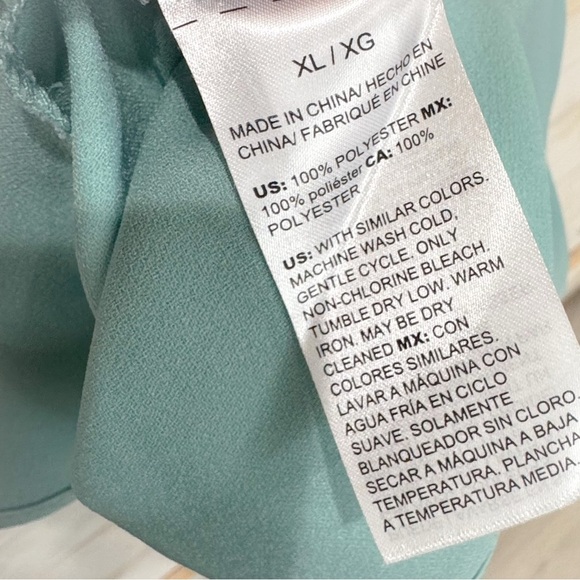 XL / XG
MADE IN CHINA/ HECHO EN
CHINA/ FABRIQUÉ EN CHINE
US: 100% POLYESTER MX:
100% poliéster CA: 100%
POLYESTER
US: WITH SIMILAR COLORS.
MACHINE WASH COLD,
GENTLE CYCLE. ONLY
NON-CHLORINE BLEACH.
TUMBLE DRY LOW. WARM
IRON. MAY BE DRY
CLEANED MX: CON
COLORES SIMILARES.
LAVAR A MÁQUINA CON
AGUA FRÍA EN CICLO
SUAVE. SOLAMENTE
BLANQUEADOR SIN CLORO.
SECAR A MÁQUINA A BAJA
TEMPERATURA. PLANCHA
A TEMPERATURA MEDIA.